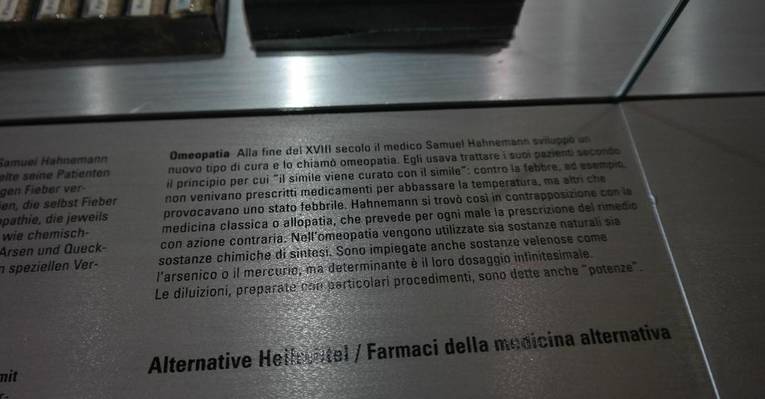 Samuel Hahnemann
elte seine Patienten
gen Fieber ver-
ien, die selbst Fieber
pathie, die jeweils
wie chemisch-
Arsen und Queck-
n speziellen Ver-
Omeopatia Alla fine del XVIII secolo il medico Samuel Hahnemann sviluppò un
nuovo tipo di cura e lo chiamò omeopatia. Egli usava trattare i suoi pazienti secondo
il principio per cui "il simile viene curato con il simile": contro la febbre, ad esempio,
non venivano prescritti medicamenti per abbassare la temperatura, ma altri che
provocavano uno stato febbrile. Hahnemann si trovò così in contrapposizione con la
medicina classica o allopatia, che prevede per ogni male la prescrizione del rimedio
con azione contraria. Nell'omeopatia vengono utilizzate sia sostanze naturali sia
sostanze chimiche di sintesi. Sono impiegate anche sostanze velenose come
l'arsenico o il mercurio, ma determinante è il loro dosaggio infinitesimale.
Le diluizioni, preparate con particolari procedimenti, sono dette anche "potenze".
Alternative Heilmittel / Farmaci della medicina alternativa
mit